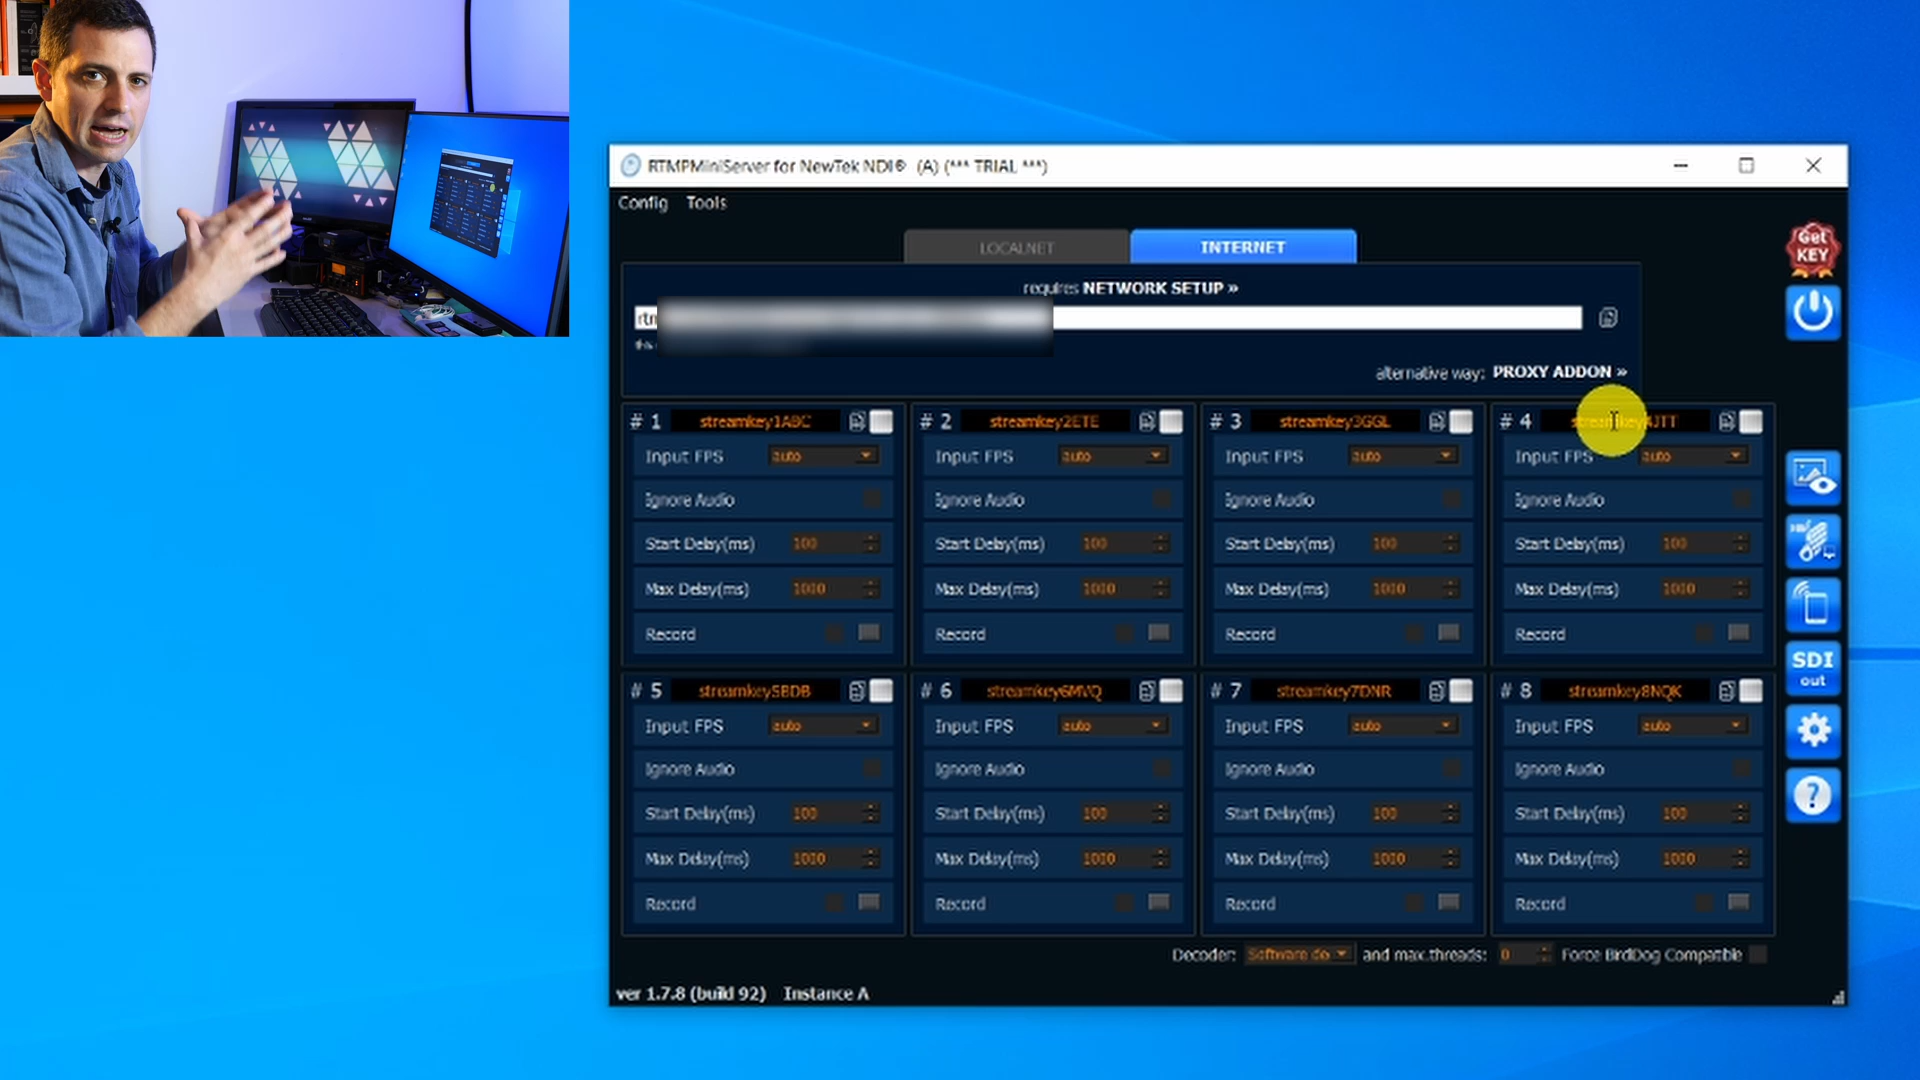 RTMPMiniServer for NewTek NDI® (A) (*** TRIAL ***)
Config Tools
LOCALNET INTERNET
Get KEY
requires NETWORK SETUP »
rtm
this
alternative way: PROXY ADDON »
# 1 streamkey1ABC # 2 streamkey2ETE # 3 streamkey3GGL # 4
Input FPS auto Input FPS auto Input FPS auto Input FPS auto
Ignore Audio Ignore Audio Ignore Audio Ignore Audio
Start Delay(ms) 100 Start Delay(ms) 100 Start Delay(ms) 100 Start Delay(ms) 100
Max Delay(ms) 1000 Max Delay(ms) 1000 Max Delay(ms) 1000 Max Delay(ms) 1000
Record Record Record Record
SDI out
# 5 streamkey5BDB # 6 streamkey6MVQ # 7 streamkey7DNR # 8 streamkey8NQK
Input FPS auto Input FPS auto Input FPS auto Input FPS auto
Ignore Audio Ignore Audio Ignore Audio Ignore Audio
Start Delay(ms) 100 Start Delay(ms) 100 Start Delay(ms) 100 Start Delay(ms) 100
Max Delay(ms) 1000 Max Delay(ms) 1000 Max Delay(ms) 1000 Max Delay(ms) 1000
Record Record Record Record
Decoder: Software de and max.threads: 0 Force BirdDog Compatible
ver 1.7.8 (build 92) Instance A